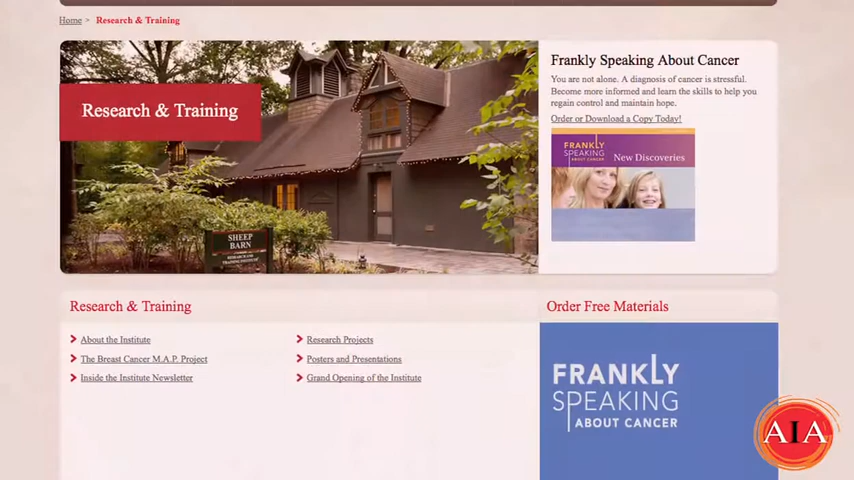 Home > Research & Training
Research & Training
SHEEP
BARN
RESEARCH AND
TRAINING INSTITUTE
Frankly Speaking About Cancer
You are not alone. A diagnosis of cancer is stressful.
Become more informed and learn the skills to help you
regain control and maintain hope.
Order or Download a Copy Today!
FRANKLY
SPEAKING
ABOUT CANCER
New Discoveries
Research & Training
About the Institute
The Breast Cancer M.A.P. Project
Inside the Institute Newsletter
Research Projects
Posters and Presentations
Grand Opening of the Institute
Order Free Materials
FRANKLY
SPEAKING
ABOUT CANCER
AIA